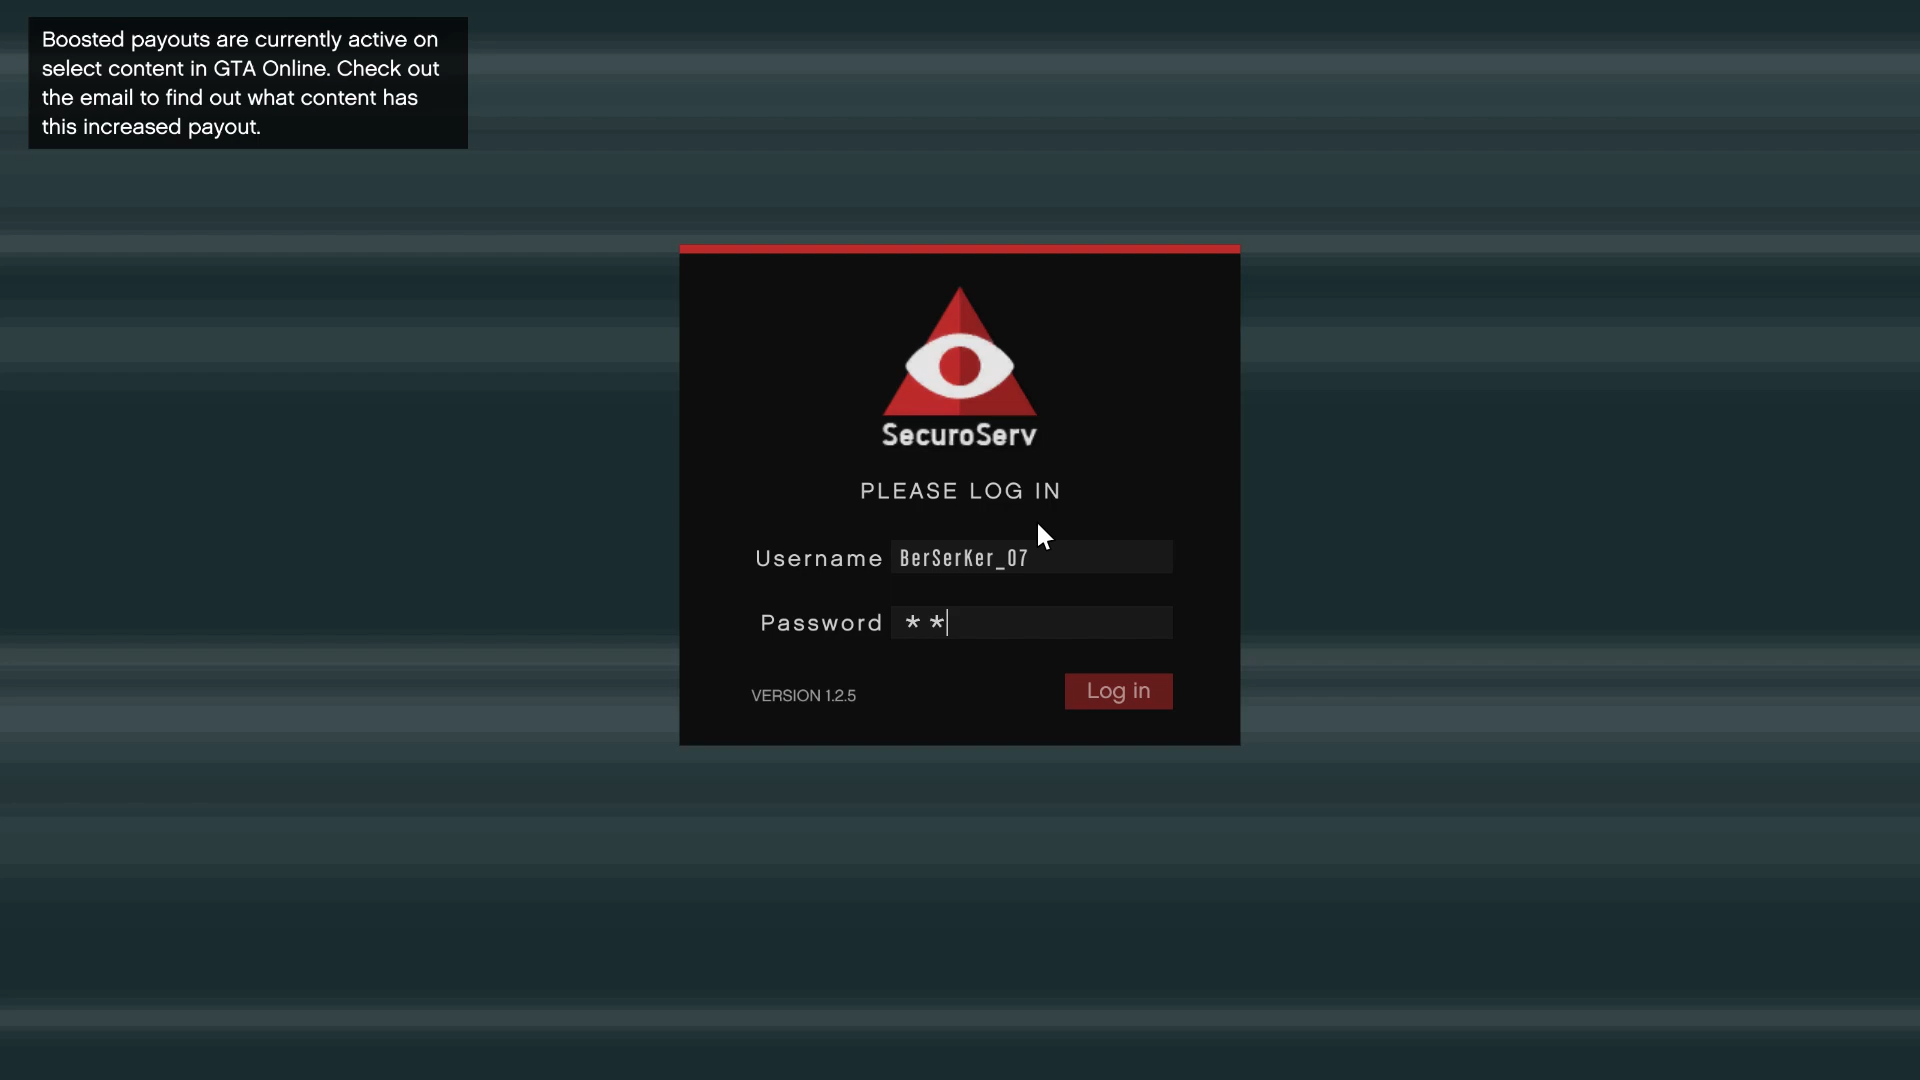 Boosted payouts are currently active on
select content in GTA Online. Check out
the email to find out what content has
this increased payout.
SecuroServ
PLEASE LOG IN
Username BerSerKer_07
Password **
VERSION 1.2.5 Log in